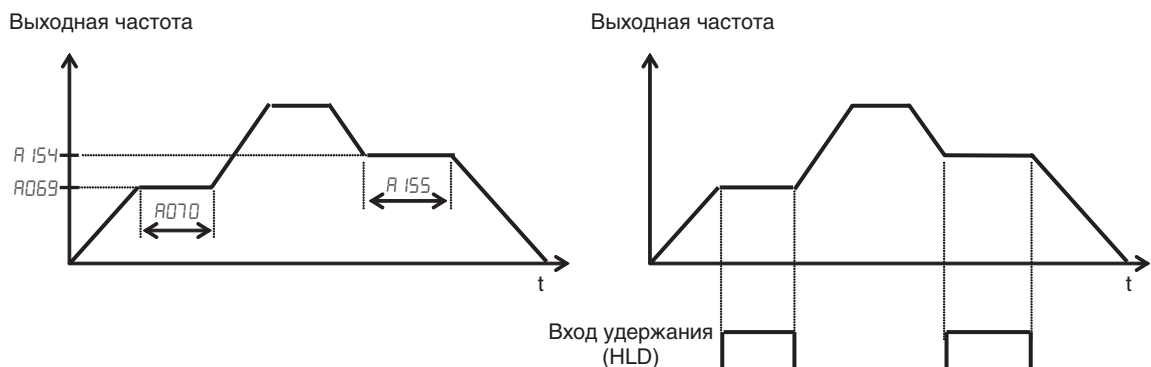 Выходная частота
Выходная частота
A154
A069
A070
A155
t
t
Вход удержания
(HLD)